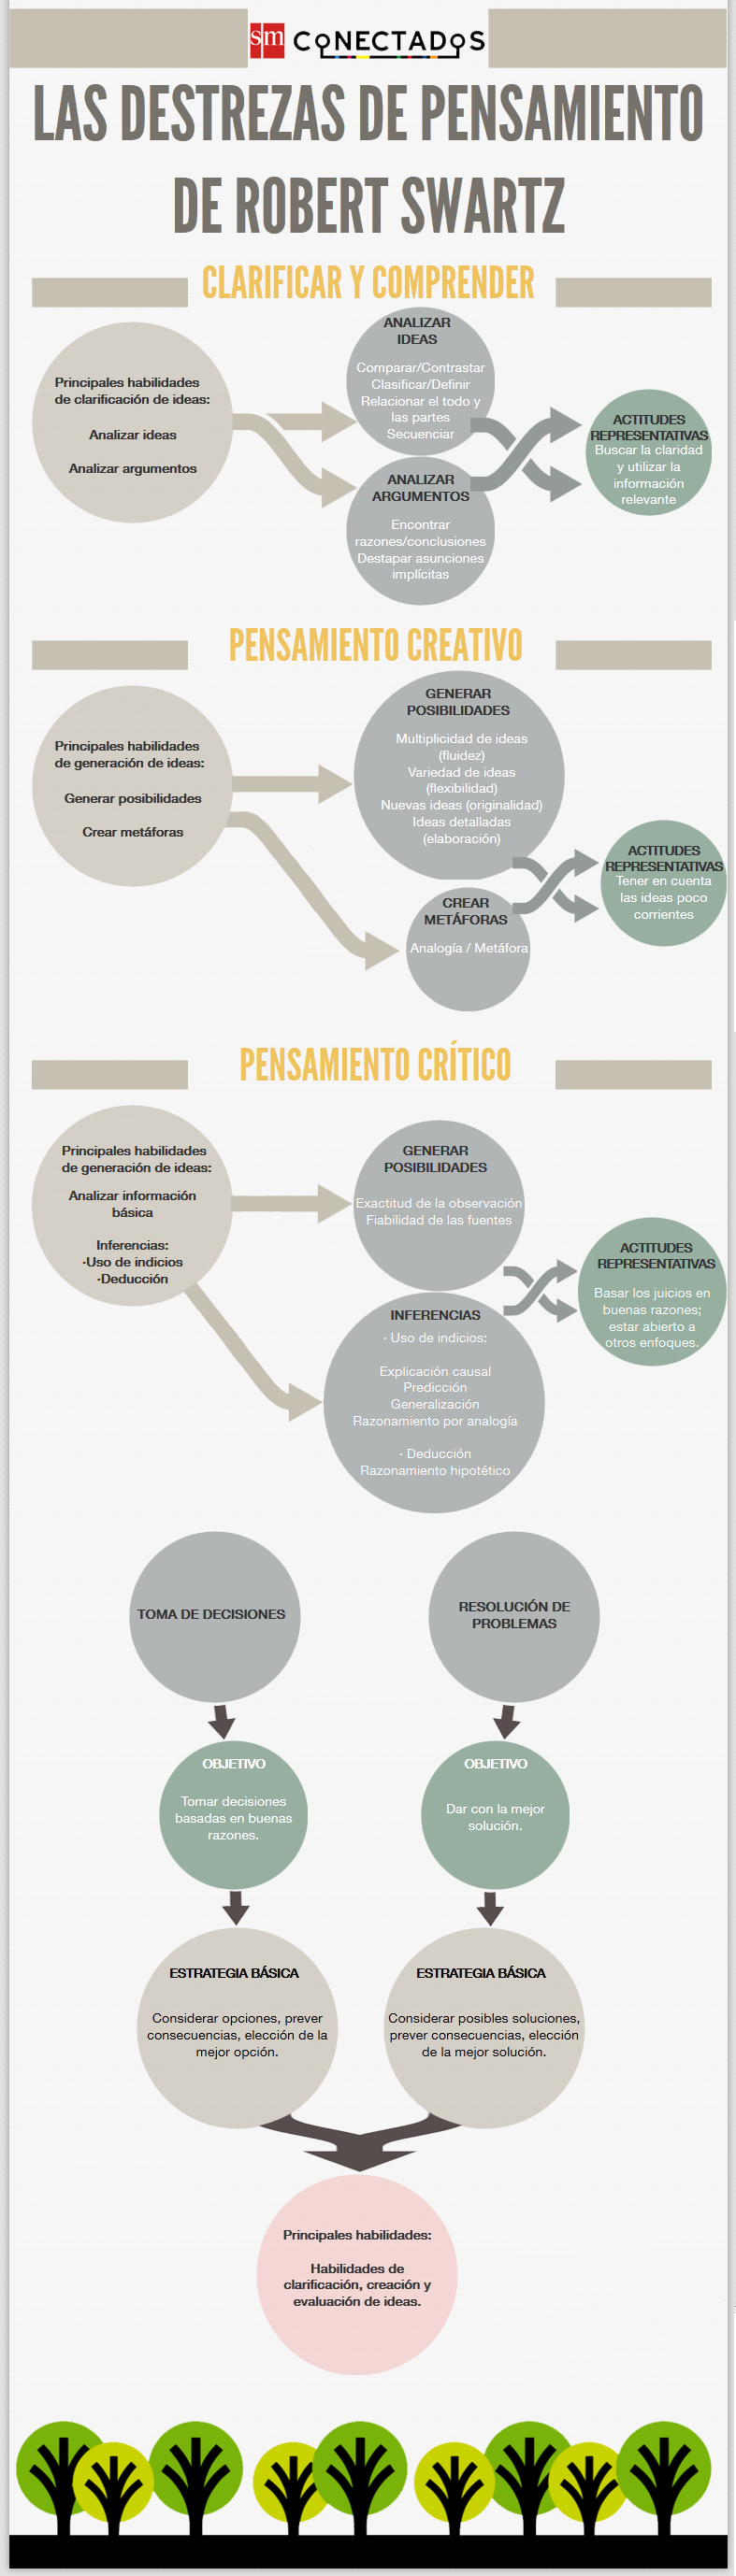 sm CONECTADOS
LAS DESTREZAS DE PENSAMIENTO
DE ROBERT SWARTZ
CLARIFICAR Y COMPRENDER
Principales habilidades
de clarificación de ideas:
Analizar ideas
Analizar argumentos
ANALIZAR
IDEAS
Comparar/Contrastar
Clasificar/Definir
Relacionar el todo y
las partes
Secuenciar
ANALIZAR
ARGUMENTOS
Encontrar
razones/conclusiones
Destapar asunciones
implícitas
ACTITUDES
REPRESENTATIVAS
Buscar la claridad
y utilizar la
información
relevante
PENSAMIENTO CREATIVO
Principales habilidades
de generación de ideas:
Generar posibilidades
Crear metáforas
GENERAR
POSIBILIDADES
Multiplicidad de ideas
(fluidez)
Variedad de ideas
(flexibilidad)
Nuevas ideas (originalidad)
Ideas detalladas
(elaboración)
CREAR
METÁFORAS
Analogía / Metáfora
ACTITUDES
REPRESENTATIVAS
Tener en cuenta
las ideas poco
corrientes
PENSAMIENTO CRÍTICO
Principales habilidades
de generación de ideas:
Analizar información
básica
Inferencias:
·Uso de indicios
·Deducción
GENERAR
POSIBILIDADES
Exactitud de la observación
Fiabilidad de las fuentes
INFERENCIAS
· Uso de indicios:
Explicación causal
Predicción
Generalización
Razonamiento por analogía
· Deducción
Razonamiento hipotético
ACTITUDES
REPRESENTATIVAS
Basar los juicios en
buenas razones;
estar abierto a
otros enfoques.
TOMA DE DECISIONES
OBJETIVO
Tomar decisiones
basadas en buenas
razones.
ESTRATEGIA BÁSICA
Considerar opciones, prever
consecuencias, elección de la
mejor opción.
RESOLUCIÓN DE
PROBLEMAS
OBJETIVO
Dar con la mejor
solución.
ESTRATEGIA BÁSICA
Considerar posibles soluciones,
prever consecuencias, elección
de la mejor solución.
Principales habilidades:
Habilidades de
clarificación, creación y
evaluación de ideas.